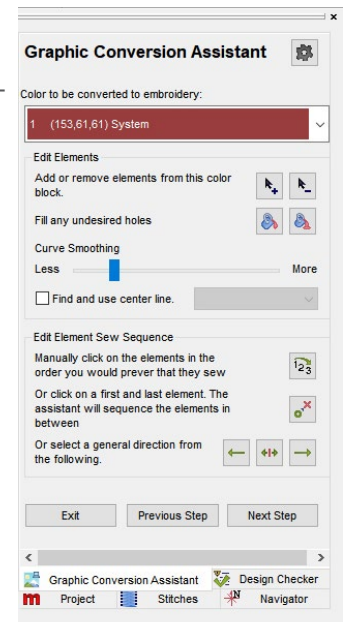 x
Graphic Conversion Assistant
Color to be converted to embroidery:
1 (153,61,61) System
Edit Elements
Add or remove elements from this color
block.
Fill any undesired holes
Curve Smoothing
Less More
Find and use center line.
Edit Element Sew Sequence
Manually click on the elements in the
order you would prever that they sew
123
Or click on a first and last element. The
assistant will sequence the elements in
between
Or select a general direction from
the following.
Exit Previous Step Next Step
Graphic Conversion Assistant Design Checker
m Project Stitches N Navigator